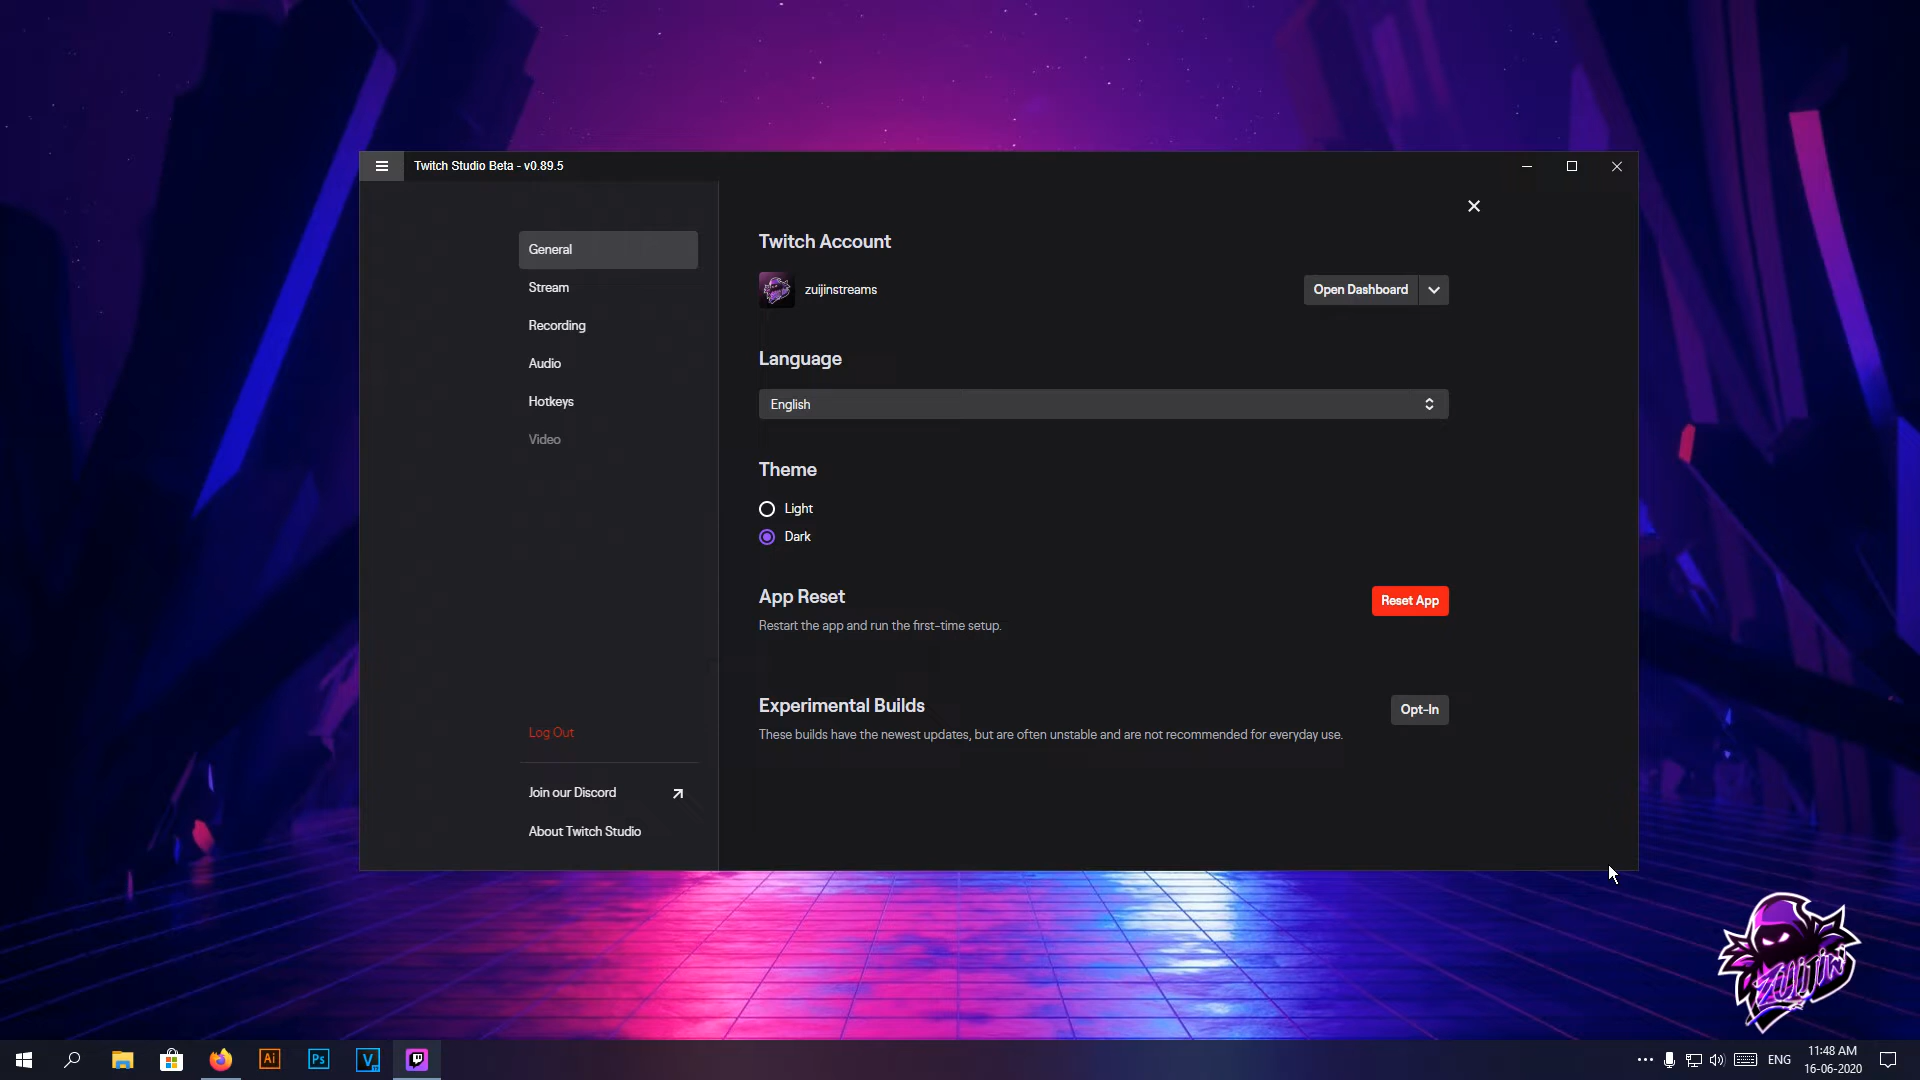 Twitch Studio Beta - v0.89.5
General
Stream
Recording
Audio
Hotkeys
Video
Log Out
Join our Discord
About Twitch Studio
Twitch Account
zuijinstreams
Open Dashboard
Language
English
Theme
Light
Dark
App Reset
Restart the app and run the first-time setup.
Reset App
Experimental Builds
These builds have the newest updates, but are often unstable and are not recommended for everyday use.
Opt-In
ZUIJIN
Ai
Ps
V
ENG
11:48 AM
16-06-2020